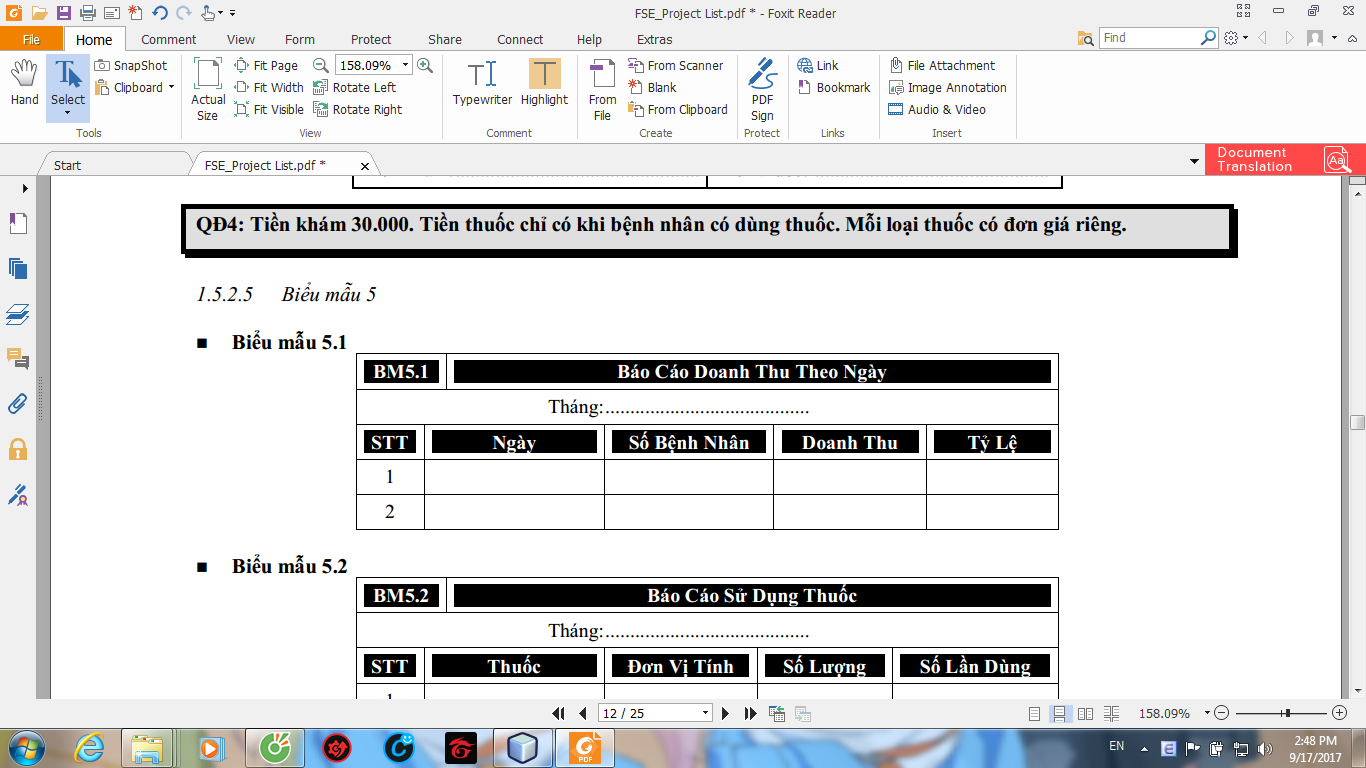 FSE_Project List.pdf * - Foxit Reader
File Home Comment View Form Protect Share Connect Help Extras Find
Hand
Select
SnapShot
Clipboard
Tools
Actual Size
Fit Page
Fit Width
Fit Visible
158.09%
Rotate Left
Rotate Right
View
Typewriter
Highlight
Comment
From File
From Scanner
Blank
From Clipboard
Create
PDF Sign
Protect
Link
Bookmark
Links
File Attachment
Image Annotation
Audio & Video
Insert
Start
FSE_Project List.pdf *
Document
Translation
Aa
QĐ4: Tiền khám 30.000. Tiền thuốc chỉ có khi bệnh nhân có dùng thuốc. Mỗi loại thuốc có đơn giá riêng.
1.5.2.5 Biểu mẫu 5
Biểu mẫu 5.1
BM5.1 Báo Cáo Doanh Thu Theo Ngày
Tháng:.........................................
STT Ngày Số Bệnh Nhân Doanh Thu Tỷ Lệ
1
2
Biểu mẫu 5.2
BM5.2 Báo Cáo Sử Dụng Thuốc
Tháng:.........................................
STT Thuốc Đơn Vị Tính Số Lượng Số Lần Dùng
1
12 / 25
158.09%
PDF
EN
2:48 PM
9/17/2017